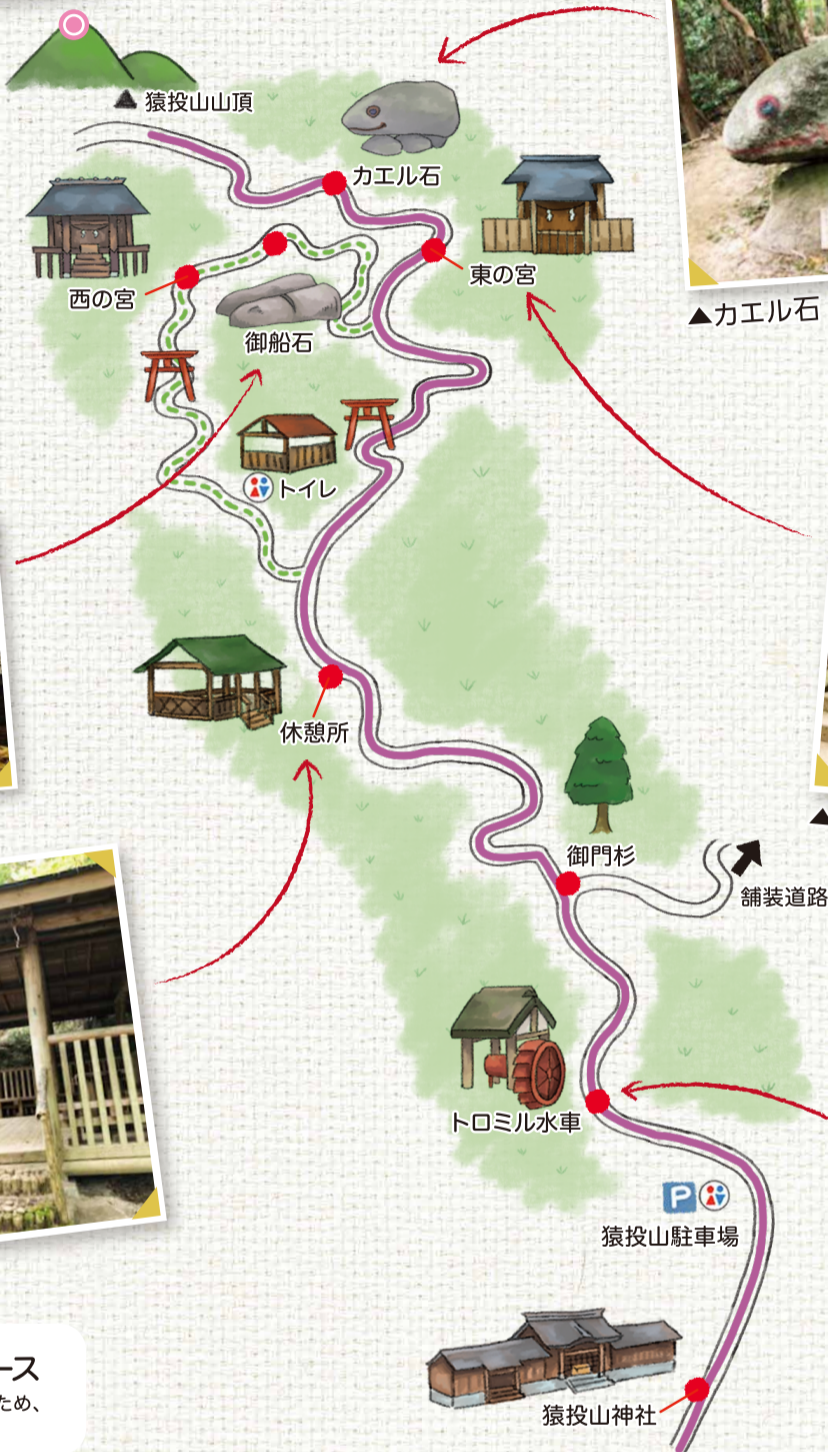 猿投山山頂
カエル石
東の宮
西の宮
▲カエル石
御船石
トイレ
休憩所
御門杉
舗装道路
トロミル水車
P
猿投山駐車場
ース
ため、
猿投山神社